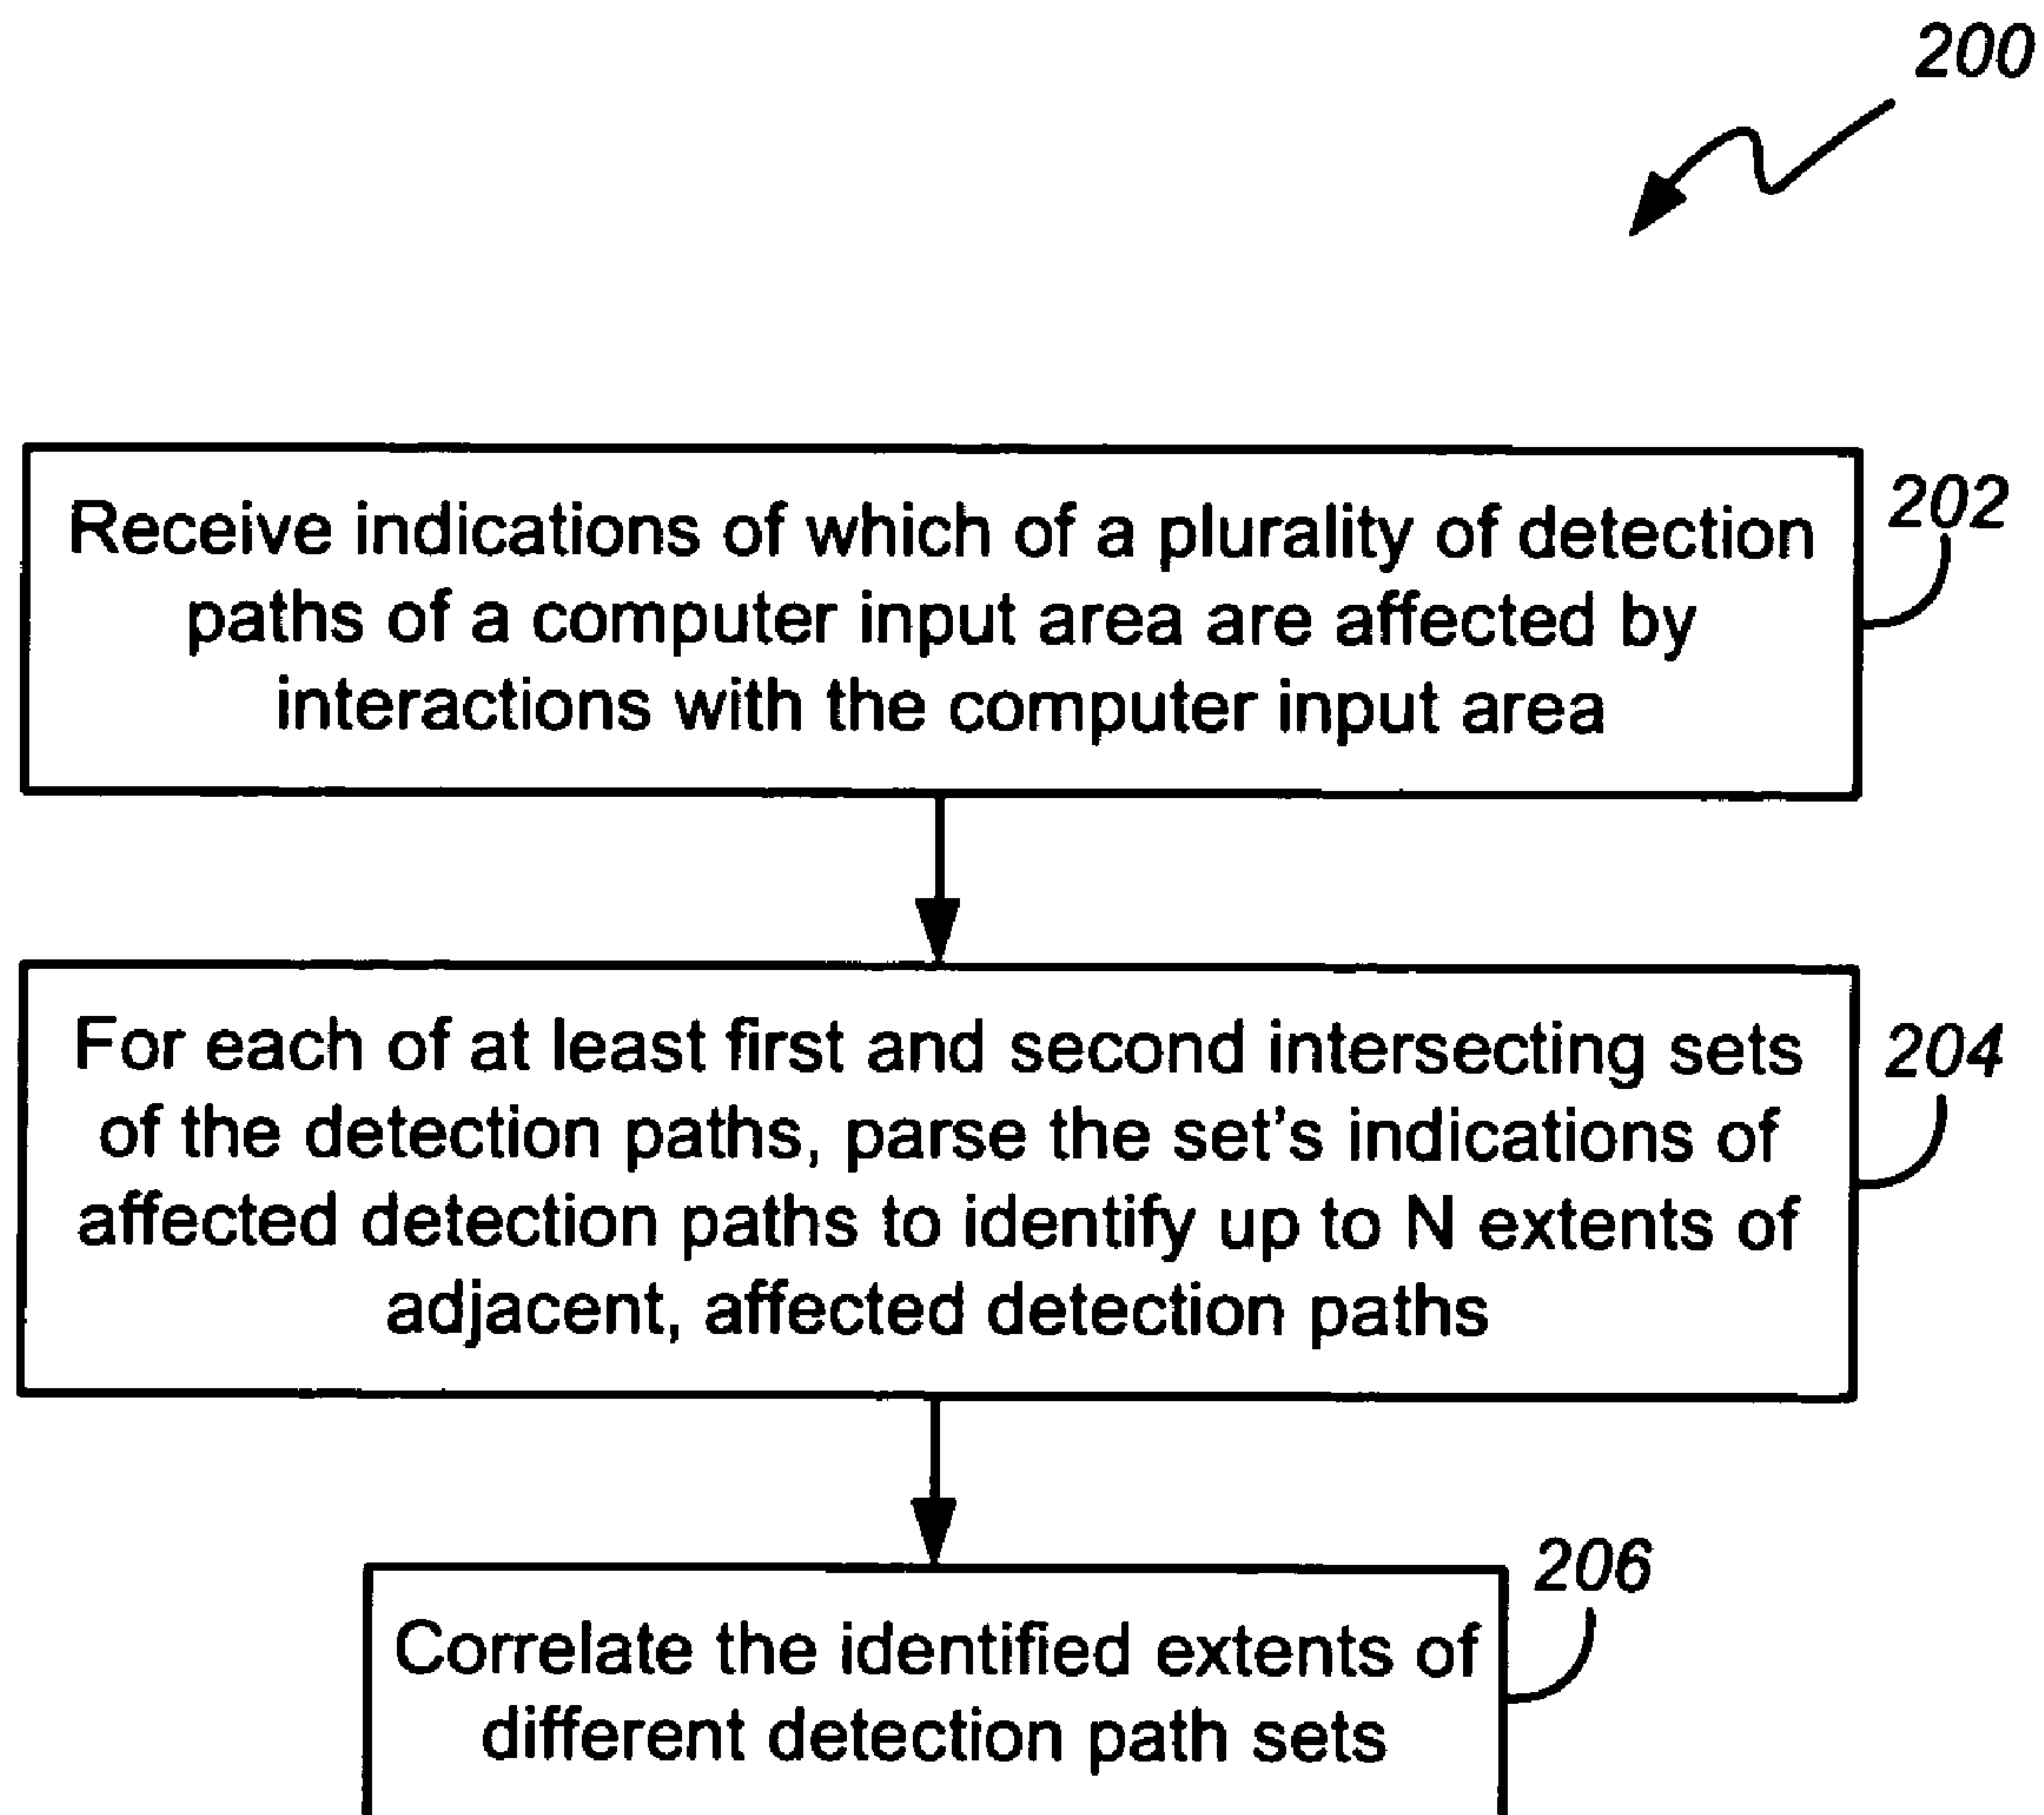 200
Receive indications of which of a plurality of detection
paths of a computer input area are affected by
interactions with the computer input area
202
For each of at least first and second intersecting sets
of the detection paths, parse the set's indications of
affected detection paths to identify up to N extents of
adjacent, affected detection paths
204
Correlate the identified extents of
different detection path sets
206